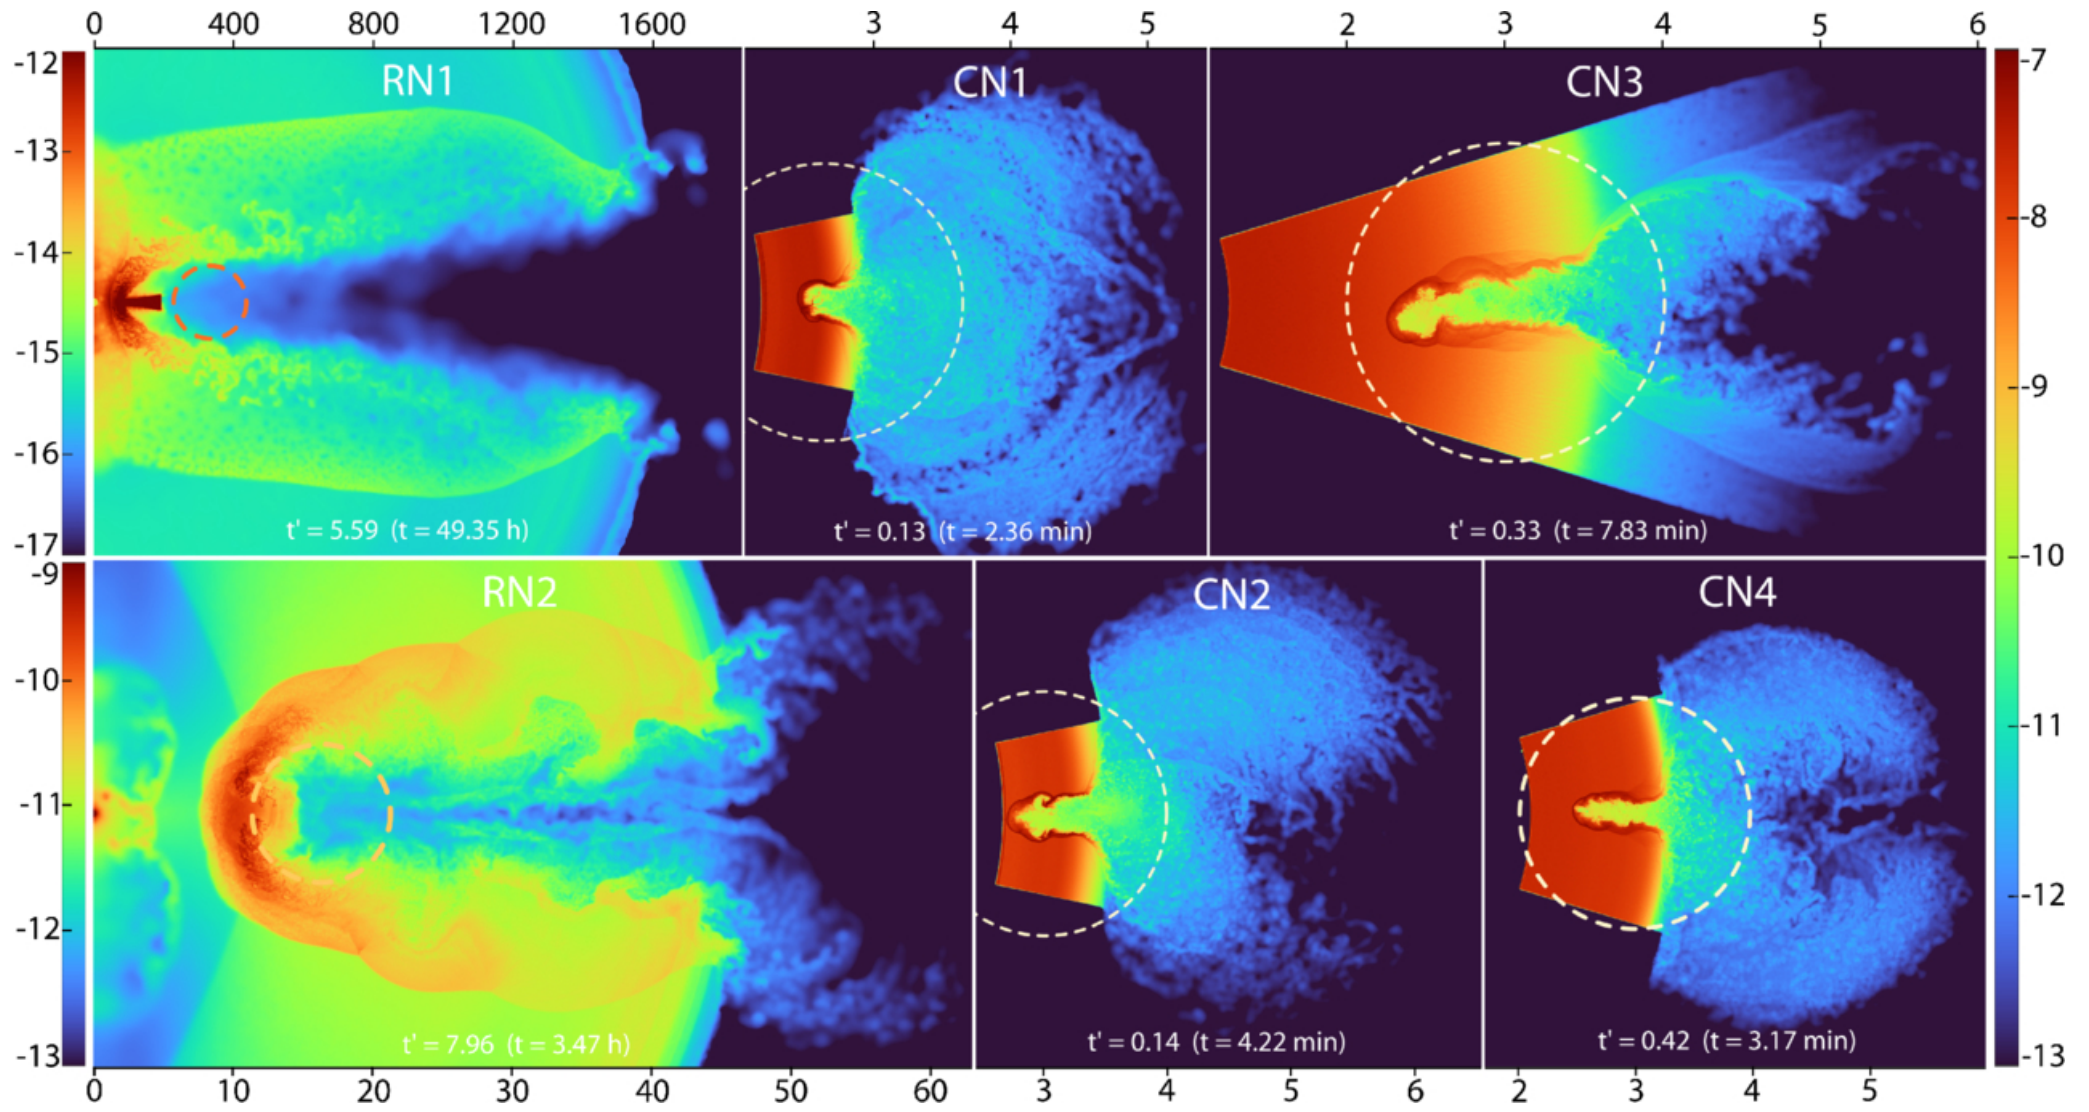 0 400 800 1200 1600 3 4 5 2 3 4 5 6
-12
-13
-14
-15
-16
-17
RN1
t' = 5.59 (t = 49.35 h)
CN1
t' = 0.13 (t = 2.36 min)
CN3
t' = 0.33 (t = 7.83 min)
-7
-8
-9
-10
-11
-12
-13
-9
-10
-11
-12
-13
RN2
t' = 7.96 (t = 3.47 h)
CN2
t' = 0.14 (t = 4.22 min)
CN4
t' = 0.42 (t = 3.17 min)
0 10 20 30 40 50 60 3 4 5 6 2 3 4 5